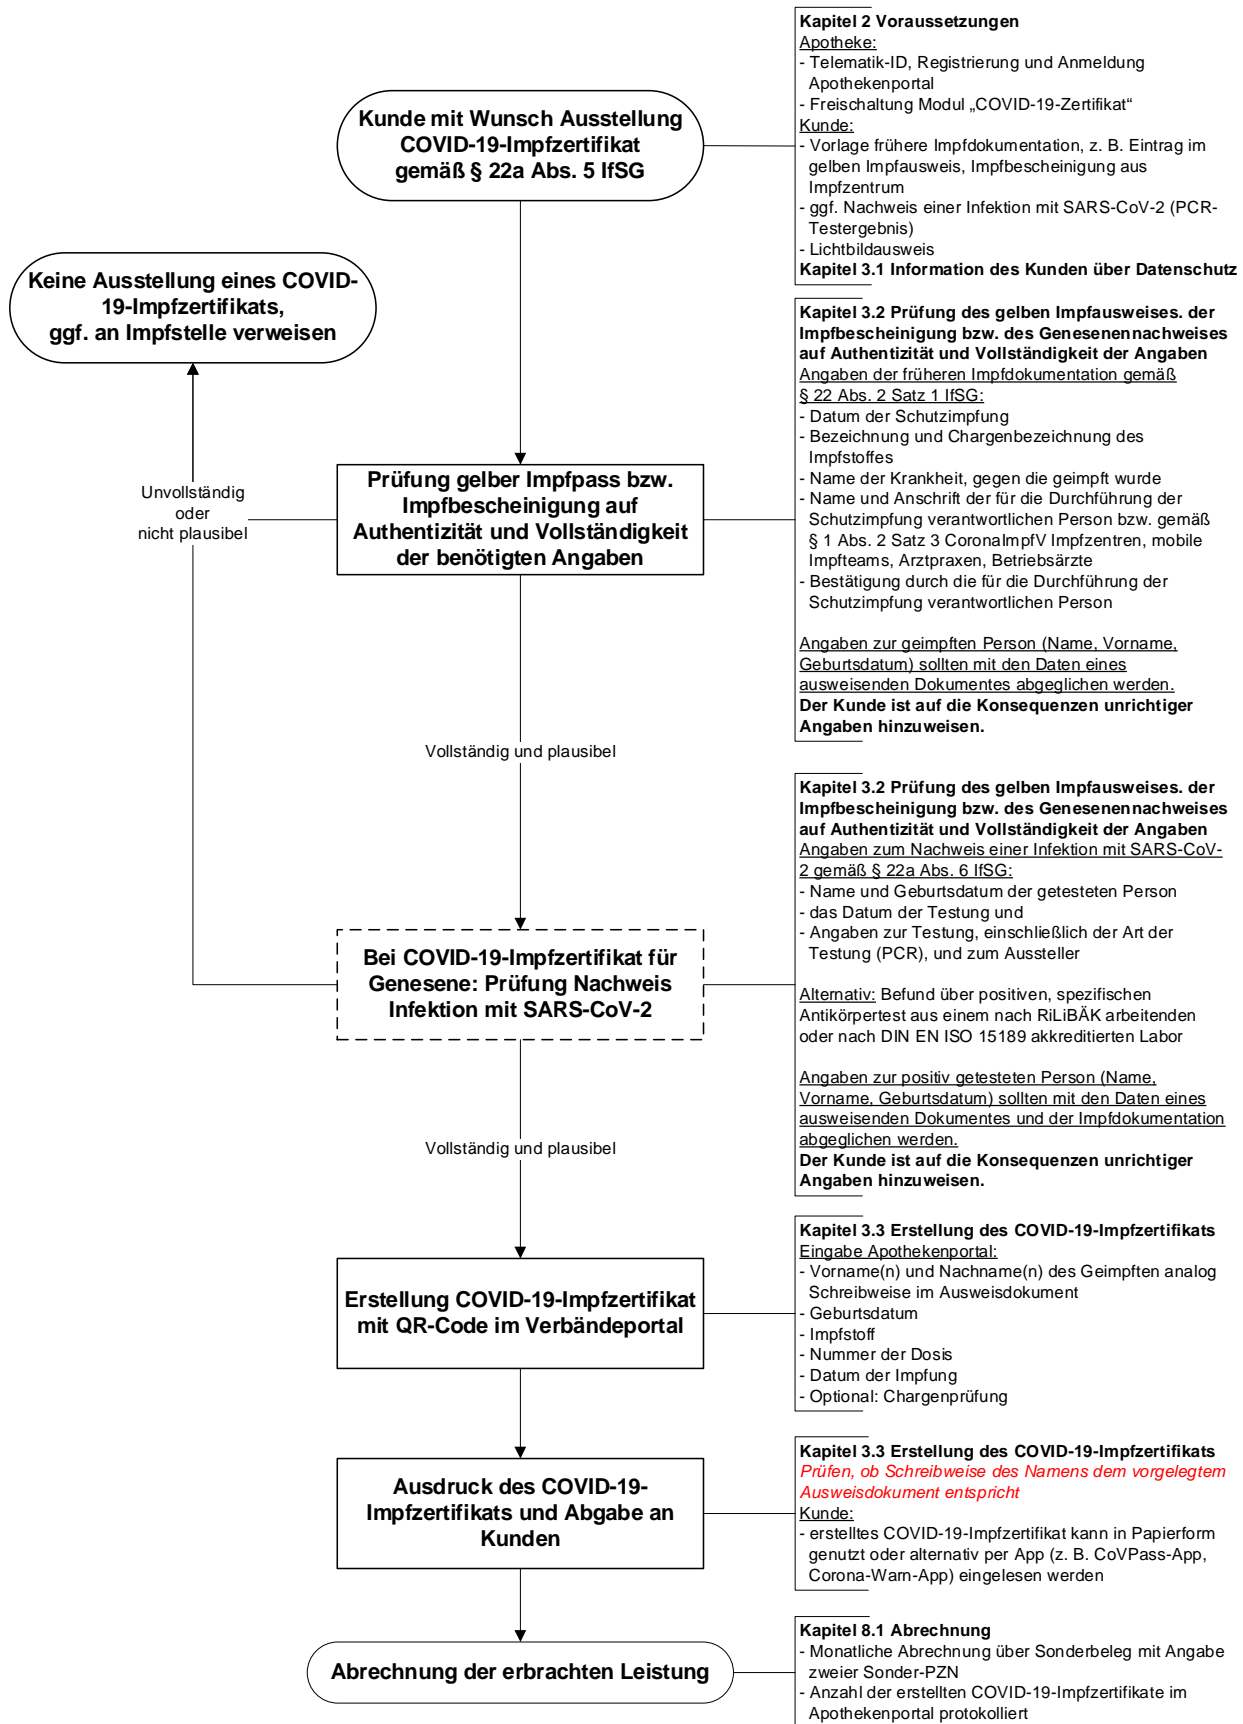 Kapitel 2 Voraussetzungen
Apotheke:
- Telematik-ID, Registrierung und Anmeldung
Apothekenportal
- Freischaltung Modul „COVID-19-Zertifikat“
Kunde:
- Vorlage frühere Impfdokumentation, z. B. Eintrag im
gelben Impfausweis, Impfbescheinigung aus
Impfzentrum
- ggf. Nachweis einer Infektion mit SARS-CoV-2 (PCR-
Testergebnis)
- Lichtbildausweis
Kapitel 3.1 Information des Kunden über Datenschutz
Kunde mit Wunsch Ausstellung
COVID-19-Impfzertifikat
gemäß § 22a Abs. 5 IfSG
Keine Ausstellung eines COVID-
19-Impfzertifikats,
ggf. an Impfstelle verweisen
Kapitel 3.2 Prüfung des gelben Impfausweises. der
Impfbescheinigung bzw. des Genesenennachweises
auf Authentizität und Vollständigkeit der Angaben
Angaben der früheren Impfdokumentation gemäß
§ 22 Abs. 2 Satz 1 IfSG:
- Datum der Schutzimpfung
- Bezeichnung und Chargenbezeichnung des
Impfstoffes
- Name der Krankheit, gegen die geimpft wurde
- Name und Anschrift der für die Durchführung der
Schutzimpfung verantwortlichen Person bzw. gemäß
§ 1 Abs. 2 Satz 3 CoronaImpfV Impfzentren, mobile
Impfteams, Arztpraxen, Betriebsärzte
- Bestätigung durch die für die Durchführung der
Schutzimpfung verantwortlichen Person
Angaben zur geimpften Person (Name, Vorname,
Geburtsdatum) sollten mit den Daten eines
ausweisenden Dokumentes abgeglichen werden.
Der Kunde ist auf die Konsequenzen unrichtiger
Angaben hinzuweisen.
Prüfung gelber Impfpass bzw.
Impfbescheinigung auf
Authentizität und Vollständigkeit
der benötigten Angaben
Unvollständig
oder
nicht plausibel
Vollständig und plausibel
Kapitel 3.2 Prüfung des gelben Impfausweises. der
Impfbescheinigung bzw. des Genesenennachweises
auf Authentizität und Vollständigkeit der Angaben
Angaben zum Nachweis einer Infektion mit SARS-CoV-
2 gemäß § 22a Abs. 6 IfSG:
- Name und Geburtsdatum der getesteten Person
- das Datum der Testung und
- Angaben zur Testung, einschließlich der Art der
Testung (PCR), und zum Aussteller
Alternativ: Befund über positiven, spezifischen
Antikörpertest aus einem nach RiLiBÄK arbeitenden
oder nach DIN EN ISO 15189 akkreditierten Labor
Angaben zur positiv getesteten Person (Name,
Vorname, Geburtsdatum) sollten mit den Daten eines
ausweisenden Dokumentes und der Impfdokumentation
abgeglichen werden.
Der Kunde ist auf die Konsequenzen unrichtiger
Angaben hinzuweisen.
Bei COVID-19-Impfzertifikat für
Genesene: Prüfung Nachweis
Infektion mit SARS-CoV-2
Vollständig und plausibel
Kapitel 3.3 Erstellung des COVID-19-Impfzertifikats
Eingabe Apothekenportal:
- Vorname(n) und Nachname(n) des Geimpften analog
Schreibweise im Ausweisdokument
- Geburtsdatum
- Impfstoff
- Nummer der Dosis
- Datum der Impfung
- Optional: Chargenprüfung
Erstellung COVID-19-Impfzertifikat
mit QR-Code im Verbändeportal
Kapitel 3.3 Erstellung des COVID-19-Impfzertifikats
Prüfen, ob Schreibweise des Namens dem vorgelegtem
Ausweisdokument entspricht
Kunde:
- erstelltes COVID-19-Impfzertifikat kann in Papierform
genutzt oder alternativ per App (z. B. CoVPass-App,
Corona-Warn-App) eingelesen werden
Ausdruck des COVID-19-
Impfzertifikats und Abgabe an
Kunden
Kapitel 8.1 Abrechnung
- Monatliche Abrechnung über Sonderbeleg mit Angabe
zweier Sonder-PZN
- Anzahl der erstellten COVID-19-Impfzertifikate im
Apothekenportal protokolliert
Abrechnung der erbrachten Leistung